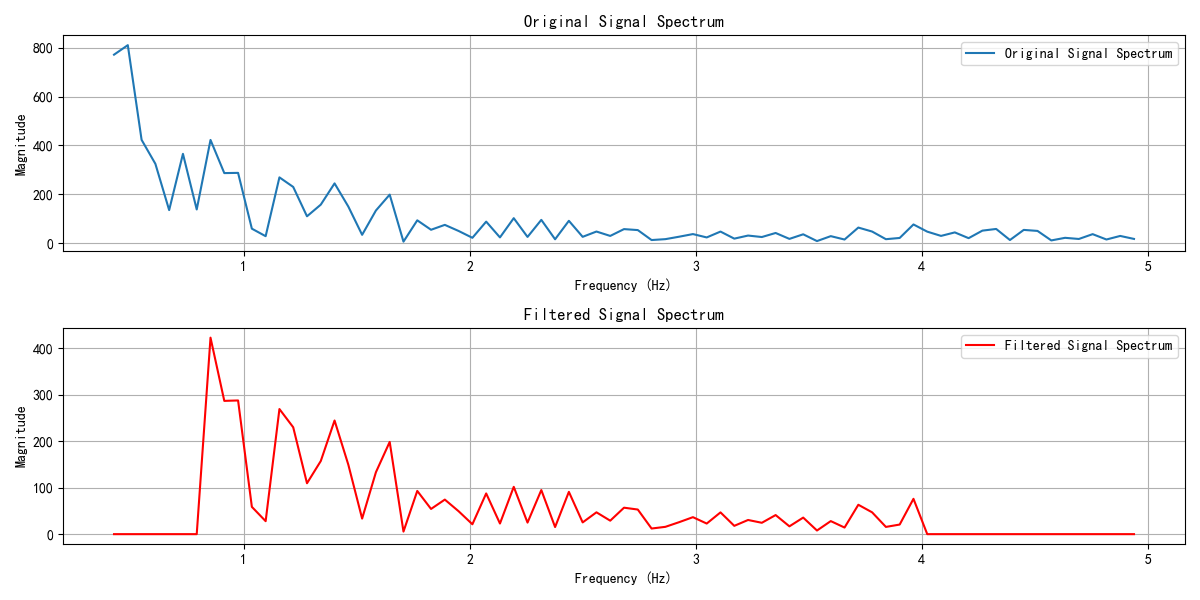 Original Signal Spectrum
Original Signal Spectrum
Magnitude
800
600
400
200
0
1
2
3
4
5
Frequency (Hz)
Filtered Signal Spectrum
Filtered Signal Spectrum
Magnitude
400
300
200
100
0
1
2
3
4
5
Frequency (Hz)